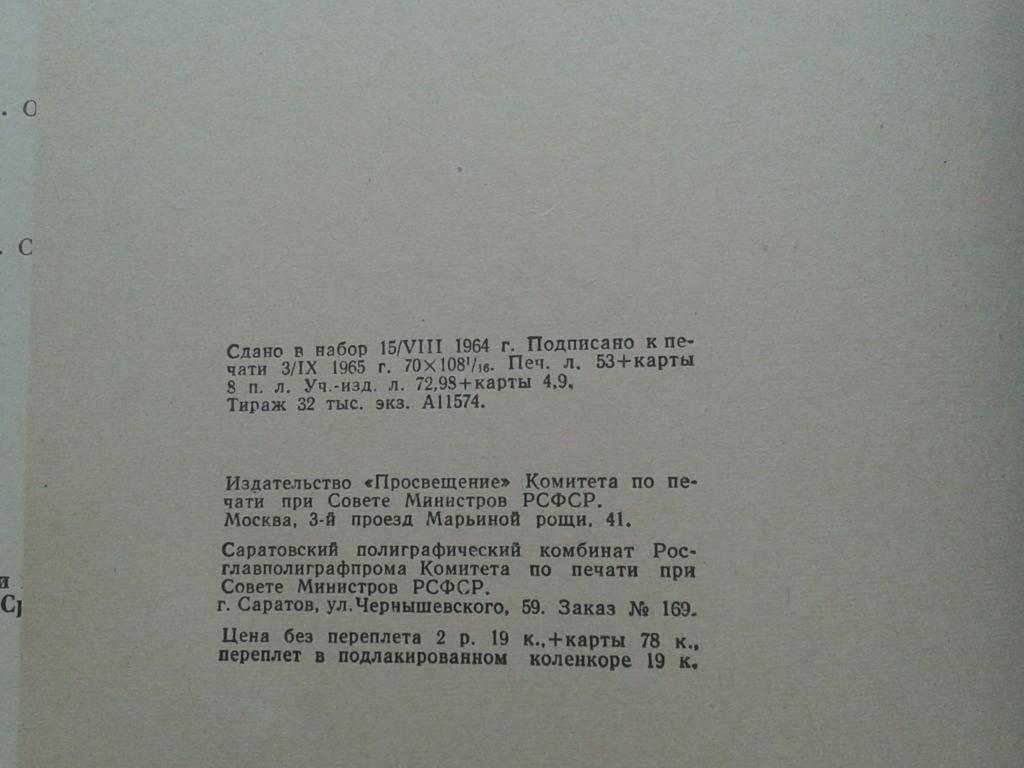 . О
. С
и
Ср
Сдано в набор 15/VIII 1964 г. Подписано к пе-
чати 3/IX 1965 г. 70×108¹/₁₆. Печ. л. 53+карты
8 п. л. Уч.-изд. л. 72,98+карты 4,9.
Тираж 32 тыс. экз. А11574.
Издательство «Просвещение» Комитета по пе-
чати при Совете Министров РСФСР.
Москва, 3-й проезд Марьиной рощи, 41.
Саратовский полиграфический комбинат Рос-
главполиграфпрома Комитета по печати при
Совете Министров РСФСР.
г. Саратов, ул.Чернышевского, 59. Заказ № 169.
Цена без переплета 2 р. 19 к.,+карты 78 к.,
переплет в подлакированном коленкоре 19 к.